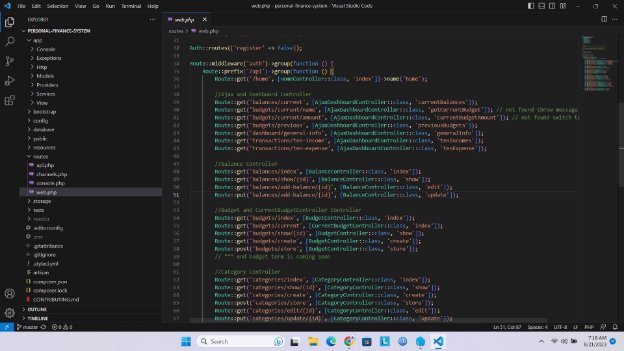 File Edit Selection View Go Run Terminal Help
web.php - personal-finance-system - Visual Studio Code
EXPLORER
PERSONAL-FINANCE-SYSTEM
app
Console
Exceptions
Http
Models
Providers
Services
View
bootstrap
config
database
public
resources
routes
api.php
channels.php
console.php
web.php
storage
tests
vendor
.editorconfig
.env
.gitattributes
.gitignore
.styleci.yml
artisan
composer.json
composer.lock
CONTRIBUTING.md
OUTLINE
TIMELINE
web.php
routes > web.php
Auth::routes(['register' => false]);
Route::middleware('auth')->group(function () {
Route::prefix('/api')->group(function () {
Route::get('/home', [HomeController::class, 'index'])->name('home');
//Ajax and Dashboard Controller
Route::get('balances/current', [AjaxDashboardController::class, 'currentBalances']);
Route::get('budgets/current/name', [AjaxDashboardController::class, 'getCurrentBudget']); // not found throw message
Route::get('budgets/current/amount', [AjaxDashboardController::class, 'currentBudgetAmount']); // not found switch to
Route::get('budgets/previous', [AjaxDashboardController::class, 'previousBudgets']);
Route::get('dashboard/general-info', [AjaxDashboardController::class, 'generalInfo']);
Route::get('transactions/ten-income', [AjaxDashboardController::class, 'tenIncomes']);
Route::get('transactions/ten-expense', [AjaxDashboardController::class, 'tenExpense']);
//Balance Controller
Route::get('balances/index', [BalanceController::class, 'index']);
Route::get('balances/show/{id}', [BalanceController::class, 'show']);
Route::get('balances/add-balance/{id}', [BalanceController::class, 'edit']);
Route::put('balances/add-balance/{id}', [BalanceController::class, 'update']);
//Budget and CurrentBudgetController Controller
Route::get('budgets/index', [BudgetController::class, 'index']);
Route::get('budgets/current', [CurrentBudgetController::class, 'index']);
Route::get('budgets/show/{id}', [BudgetController::class, 'show']);
Route::get('budgets/create', [BudgetController::class, 'create']);
Route::post('budgets/store', [BudgetController::class, 'store']);
// *** end budget term is coming soon
//Category Controller
Route::get('categories/index', [CategoryController::class, 'index']);
Route::get('categories/show/{id}', [CategoryController::class, 'show']);
Route::get('categories/create', [CategoryController::class, 'create']);
Route::post('categories/store', [CategoryController::class, 'store']);
Route::get('categories/edit/{id}', [CategoryController::class, 'edit']);
Route::put('categories/update/{id}', [CategoryController::class, 'update']);
master
0 0
Ln 51, Col 87 Spaces: 4 UTF-8 LF PHP
Search
7:18 AM
8/21/2023